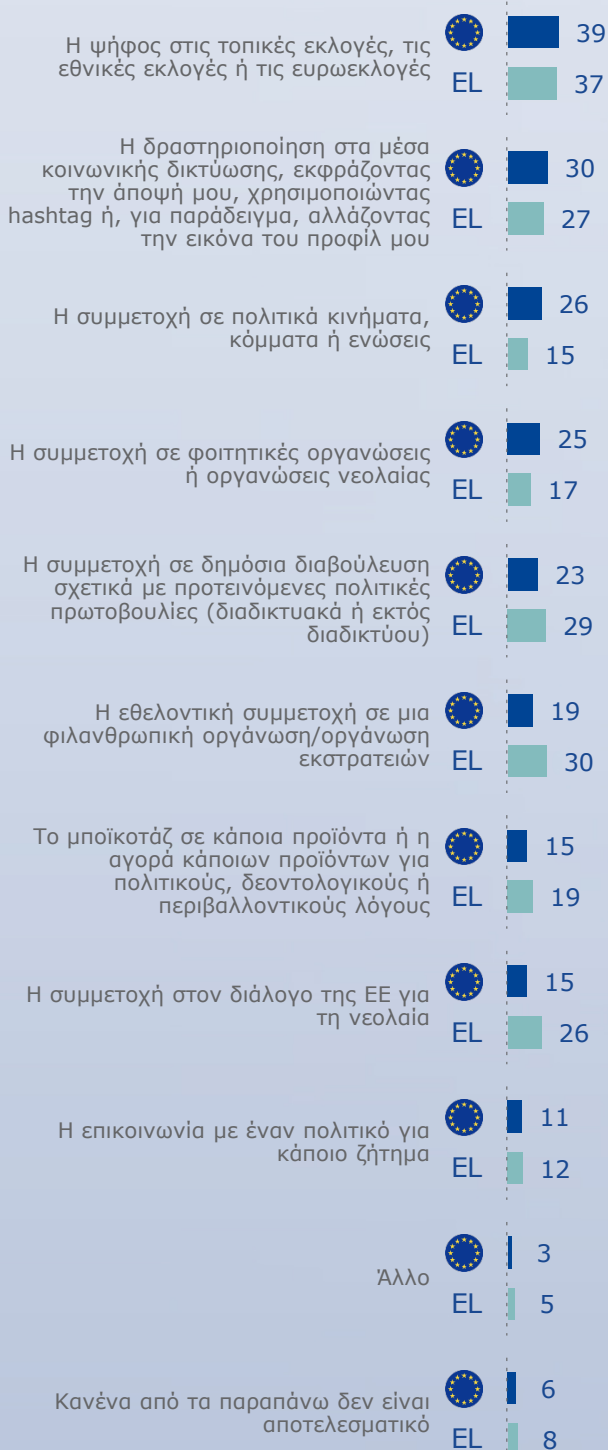 Η ψήφος στις τοπικές εκλογές, τις
εθνικές εκλογές ή τις ευρωεκλογές
39
EL 37
Η δραστηριοποίηση στα μέσα
κοινωνικής δικτύωσης, εκφράζοντας
την άποψή μου, χρησιμοποιώντας
hashtag ή, για παράδειγμα, αλλάζοντας
την εικόνα του προφίλ μου
30
EL 27
Η συμμετοχή σε πολιτικά κινήματα,
κόμματα ή ενώσεις
26
EL 15
Η συμμετοχή σε φοιτητικές οργανώσεις
ή οργανώσεις νεολαίας
25
EL 17
Η συμμετοχή σε δημόσια διαβούλευση
σχετικά με προτεινόμενες πολιτικές
πρωτοβουλίες (διαδικτυακά ή εκτός
διαδικτύου)
23
EL 29
Η εθελοντική συμμετοχή σε μια
φιλανθρωπική οργάνωση/οργάνωση
εκστρατειών
19
EL 30
Το μποϊκοτάζ σε κάποια προϊόντα ή η
αγορά κάποιων προϊόντων για
πολιτικούς, δεοντολογικούς ή
περιβαλλοντικούς λόγους
15
EL 19
Η συμμετοχή στον διάλογο της ΕΕ για
τη νεολαία
15
EL 26
Η επικοινωνία με έναν πολιτικό για
κάποιο ζήτημα
11
EL 12
Άλλο
3
EL 5
Κανένα από τα παραπάνω δεν είναι
αποτελεσματικό
6
EL 8